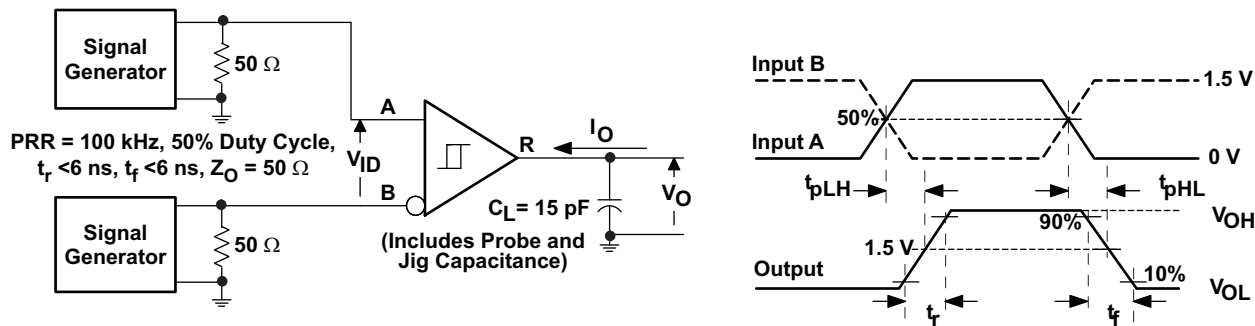 Signal
Generator
50 Ω
PRR = 100 kHz, 50% Duty Cycle,
t_r <6 ns, t_f <6 ns, Z_O = 50 Ω
Signal
Generator
50 Ω
V_ID
A
B
R
I_O
V_O
C_L = 15 pF
(Includes Probe and
Jig Capacitance)
Input B
1.5 V
50%
Input A
0 V
t_pLH
t_pHL
V_OH
90%
1.5 V
Output
10%
V_OL
t_r
t_f